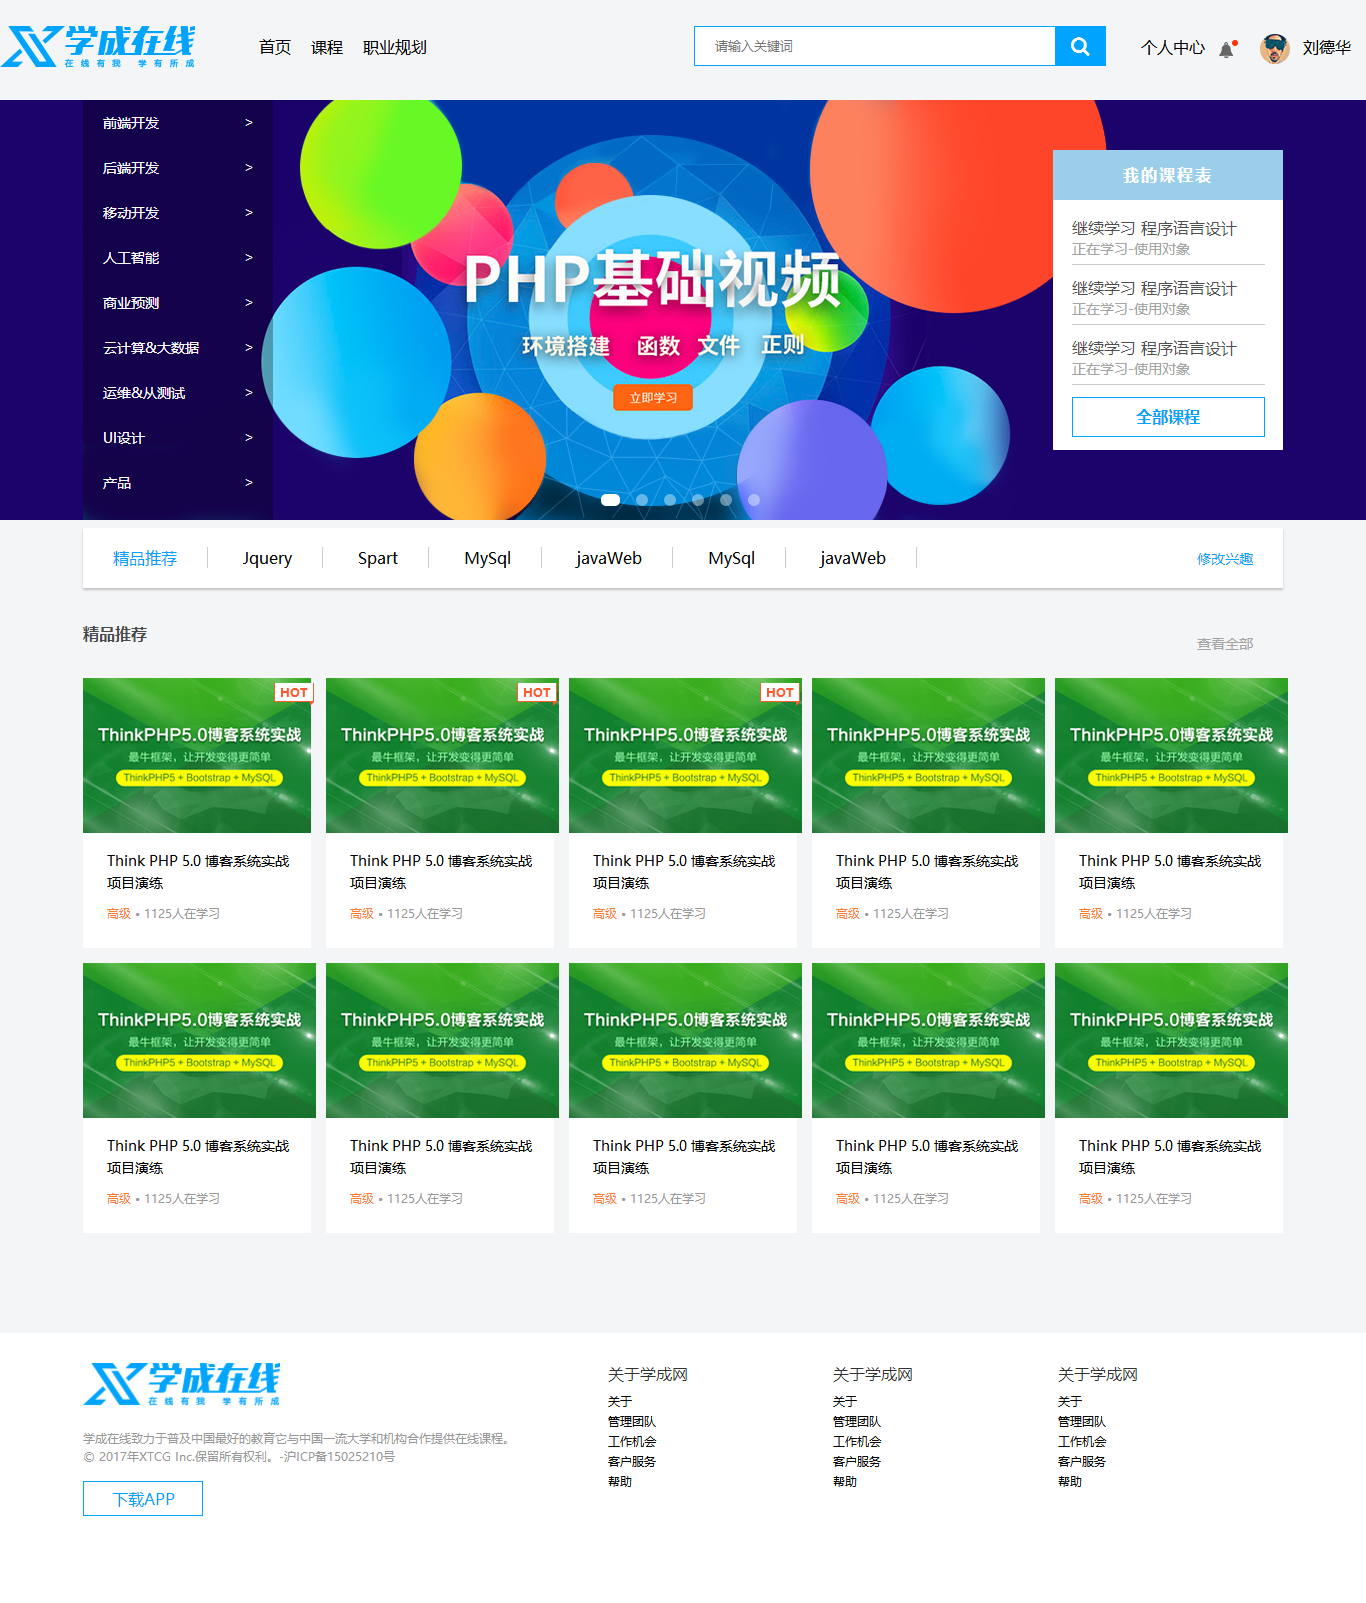 学成在线
在线有我 学有所成
首页 课程 职业规划
请输入关键词
个人中心
刘德华
前端开发 >
后端开发 >
移动开发 >
人工智能 >
商业预测 >
云计算&大数据 >
运维&从测试 >
UI设计 >
产品 >
PHP基础视频
环境搭建 函数 文件 正则
立即学习
我的课程表
继续学习 程序语言设计
正在学习-使用对象
继续学习 程序语言设计
正在学习-使用对象
继续学习 程序语言设计
正在学习-使用对象
全部课程
精品推荐 Jquery Spart MySql javaWeb MySql javaWeb 修改兴趣
精品推荐 查看全部
HOT
ThinkPHP5.0博客系统实战
最牛框架，让开发变得更简单
ThinkPHP5 + Bootstrap + MySQL
Think PHP 5.0 博客系统实战
项目演练
高级 • 1125人在学习
HOT
ThinkPHP5.0博客系统实战
最牛框架，让开发变得更简单
ThinkPHP5 + Bootstrap + MySQL
Think PHP 5.0 博客系统实战
项目演练
高级 • 1125人在学习
HOT
ThinkPHP5.0博客系统实战
最牛框架，让开发变得更简单
ThinkPHP5 + Bootstrap + MySQL
Think PHP 5.0 博客系统实战
项目演练
高级 • 1125人在学习
ThinkPHP5.0博客系统实战
最牛框架，让开发变得更简单
ThinkPHP5 + Bootstrap + MySQL
Think PHP 5.0 博客系统实战
项目演练
高级 • 1125人在学习
ThinkPHP5.0博客系统实战
最牛框架，让开发变得更简单
ThinkPHP5 + Bootstrap + MySQL
Think PHP 5.0 博客系统实战
项目演练
高级 • 1125人在学习
ThinkPHP5.0博客系统实战
最牛框架，让开发变得更简单
ThinkPHP5 + Bootstrap + MySQL
Think PHP 5.0 博客系统实战
项目演练
高级 • 1125人在学习
ThinkPHP5.0博客系统实战
最牛框架，让开发变得更简单
ThinkPHP5 + Bootstrap + MySQL
Think PHP 5.0 博客系统实战
项目演练
高级 • 1125人在学习
ThinkPHP5.0博客系统实战
最牛框架，让开发变得更简单
ThinkPHP5 + Bootstrap + MySQL
Think PHP 5.0 博客系统实战
项目演练
高级 • 1125人在学习
ThinkPHP5.0博客系统实战
最牛框架，让开发变得更简单
ThinkPHP5 + Bootstrap + MySQL
Think PHP 5.0 博客系统实战
项目演练
高级 • 1125人在学习
ThinkPHP5.0博客系统实战
最牛框架，让开发变得更简单
ThinkPHP5 + Bootstrap + MySQL
Think PHP 5.0 博客系统实战
项目演练
高级 • 1125人在学习
学成在线
在线有我 学有所成
学成在线致力于普及中国最好的教育它与中国一流大学和机构合作提供在线课程。
© 2017年XTCG Inc.保留所有权利。-沪ICP备15025210号
下载APP
关于学成网
关于
管理团队
工作机会
客户服务
帮助
关于学成网
关于
管理团队
工作机会
客户服务
帮助
关于学成网
关于
管理团队
工作机会
客户服务
帮助